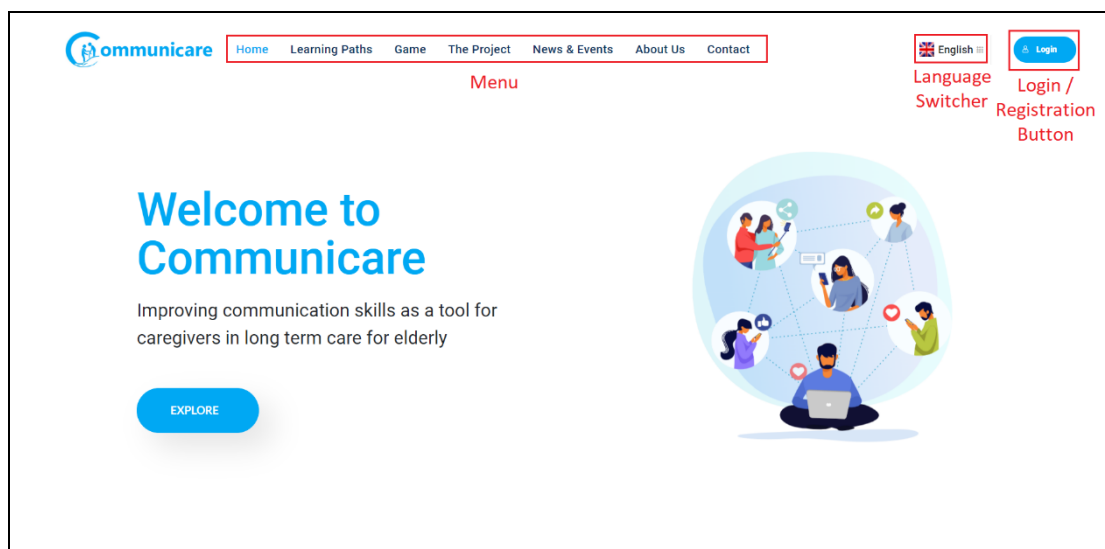 Communicare
Home Learning Paths Game The Project News & Events About Us Contact
English
Login
Menu
Language
Switcher
Login /
Registration
Button
Welcome to
Communicare
Improving communication skills as a tool for
caregivers in long term care for elderly
EXPLORE